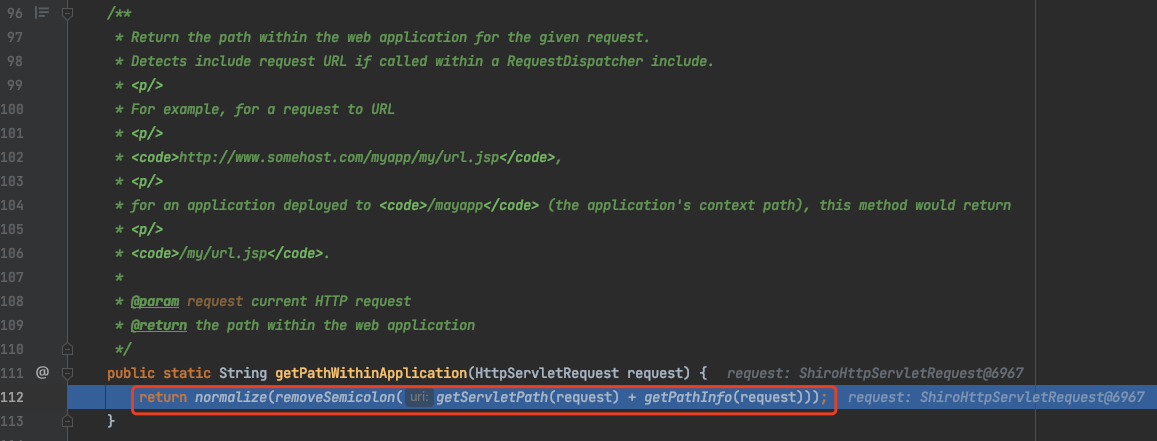 96 /**
97 * Return the path within the web application for the given request.
98 * Detects include request URL if called within a RequestDispatcher include.
99 * <p/>
100 * For example, for a request to URL
101 * <p/>
102 * <code>http://www.somehost.com/myapp/my/url.jsp</code>,
103 * <p/>
104 * for an application deployed to <code>/mayapp</code> (the application's context path), this method would return
105 * <p/>
106 * <code>/my/url.jsp</code>.
107 *
108 * @param request current HTTP request
109 * @return the path within the web application
110 */
111 @ public static String getPathWithinApplication(HttpServletRequest request) { request: ShiroHttpServletRequest@6967
112 return normalize(removeSemicolon( uri: getServletPath(request) + getPathInfo(request))); request: ShiroHttpServletRequest@6967
113 }